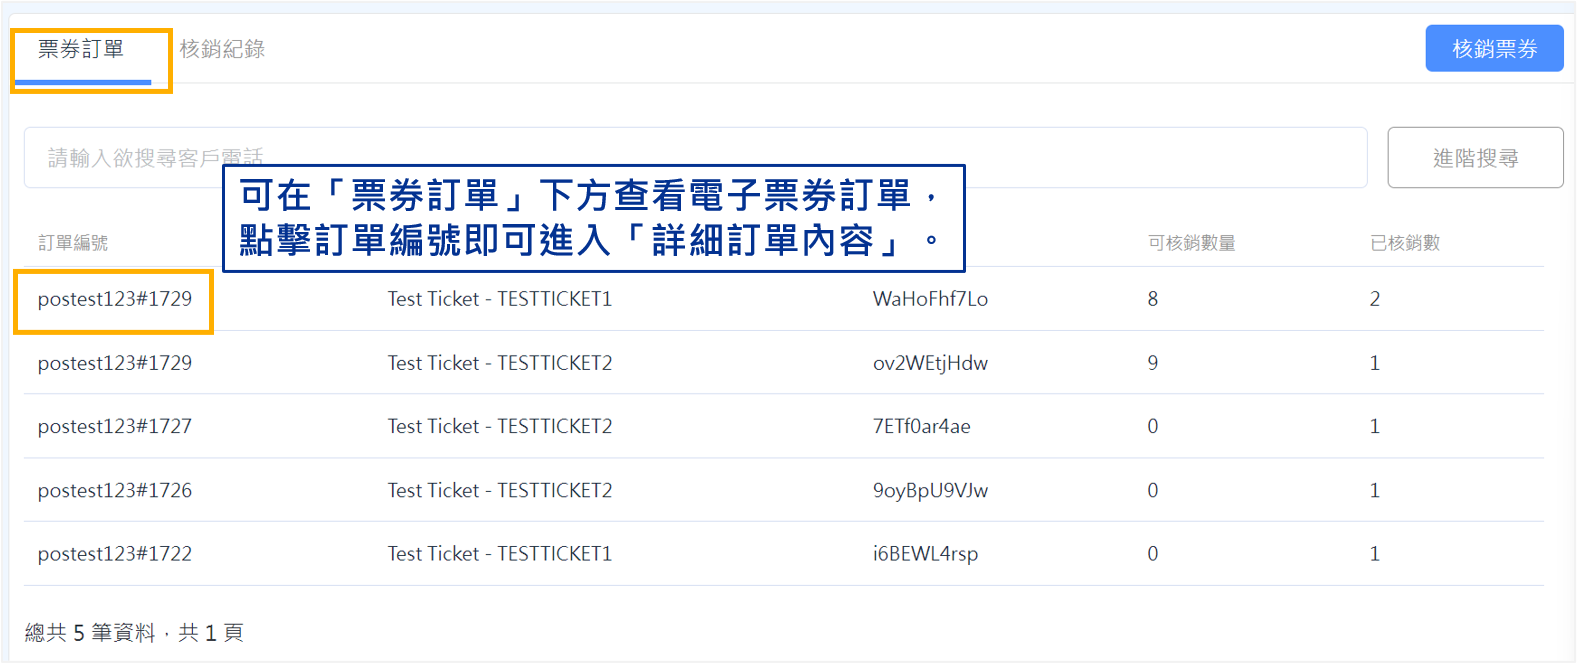 票券訂單 核銷紀錄 核銷票券
請輸入欲搜尋客戶電話 進階搜尋
可在「票券訂單」下方查看電子票券訂單，
點擊訂單編號即可進入「詳細訂單內容」。
訂單編號 可核銷數量 已核銷數
postest123#1729 Test Ticket - TESTTICKET1 WaHoFhf7Lo 8 2
postest123#1729 Test Ticket - TESTTICKET2 ov2WEtjHdw 9 1
postest123#1727 Test Ticket - TESTTICKET2 7ETf0ar4ae 0 1
postest123#1726 Test Ticket - TESTTICKET2 9oyBpU9VJw 0 1
postest123#1722 Test Ticket - TESTTICKET1 i6BEWL4rsp 0 1
總共 5 筆資料，共 1 頁